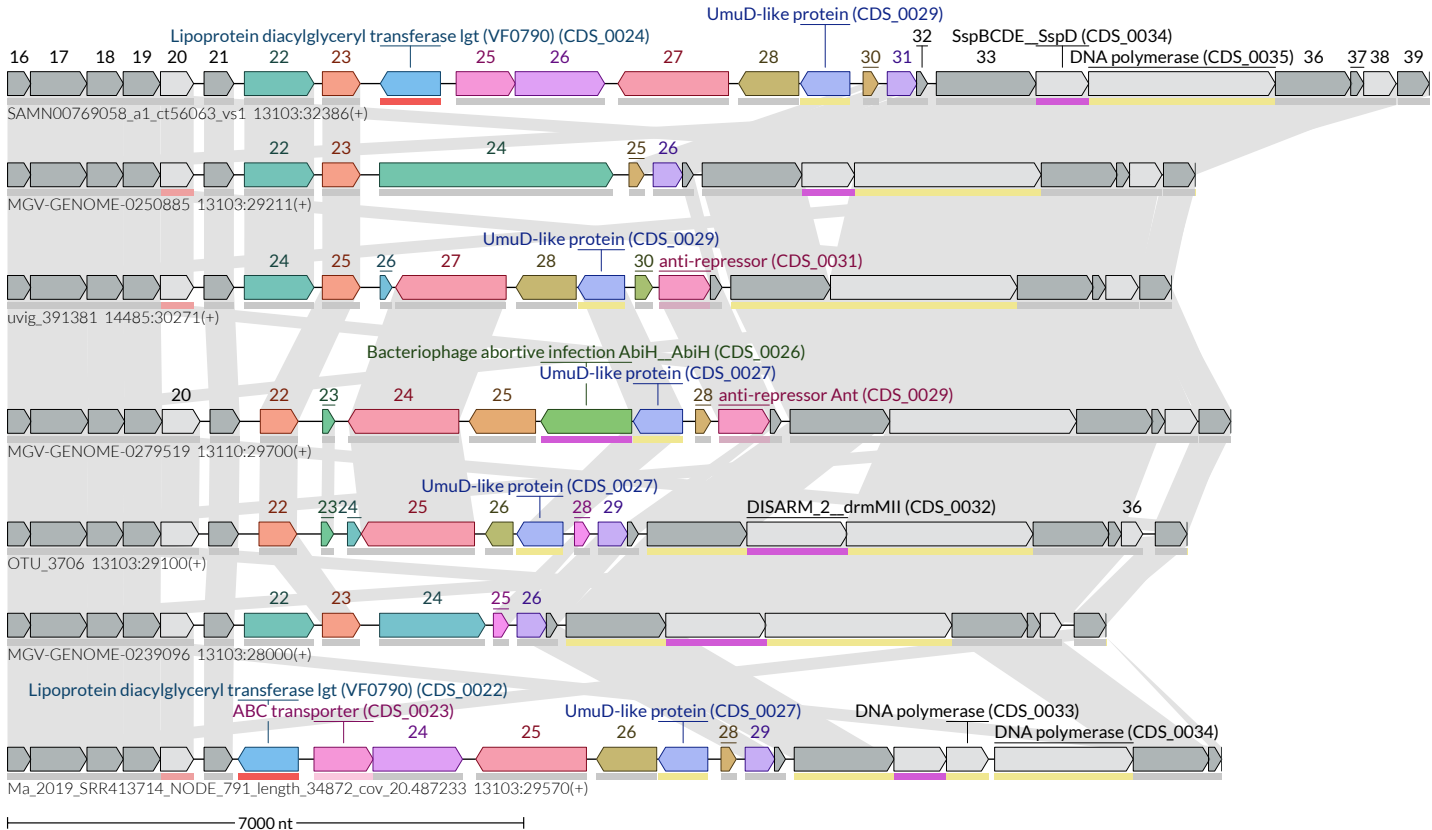 UmuD-like protein (CDS_0029)
Lipoprotein diacylglyceryl transferase lgt (VF0790) (CDS_0024) 32 SspBCDE__SspD (CDS_0034)
16 17 18 19 20 21 22 23 25 26 27 28 30 31 33 DNA polymerase (CDS_0035) 36 37 38 39
SAMN00769058_a1_ct56063_vs1 13103:32386(+)
22 23 24 25 26
MGV-GENOME-0250885 13103:29211(+)
UmuD-like protein (CDS_0029)
24 25 26 27 28 30 anti-repressor (CDS_0031)
uvig_391381 14485:30271(+)
Bacteriophage abortive infection AbiH__AbiH (CDS_0026)
UmuD-like protein (CDS_0027)
20 22 23 24 25 28 anti-repressor Ant (CDS_0029)
MGV-GENOME-0279519 13110:29700(+)
UmuD-like protein (CDS_0027)
22 23 24 25 26 28 29 DISARM_2__drmMII (CDS_0032) 36
OTU_3706 13103:29100(+)
22 23 24 25 26
MGV-GENOME-0239096 13103:28000(+)
Lipoprotein diacylglyceryl transferase lgt (VF0790) (CDS_0022)
ABC transporter (CDS_0023) UmuD-like protein (CDS_0027) DNA polymerase (CDS_0033)
24 25 26 28 29 DNA polymerase (CDS_0034)
Ma_2019_SRR413714_NODE_791_length_34872_cov_20.487233 13103:29570(+)
7000 nt